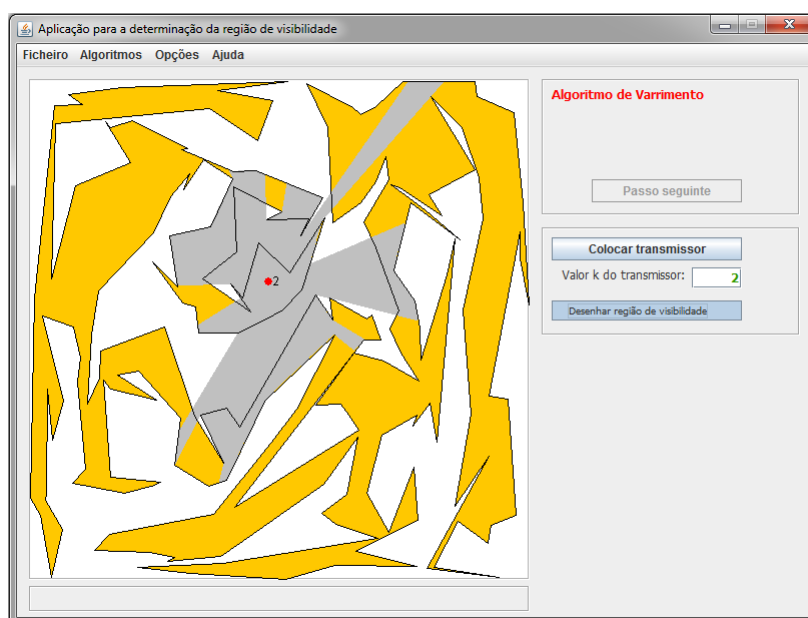 Aplicação para a determinação da região de visibilidade
Ficheiro Algoritmos Opções Ajuda
Algoritmo de Varrimento
Passo seguinte
Colocar transmissor
Valor k do transmissor: 2
Desenhar região de visibilidade
2